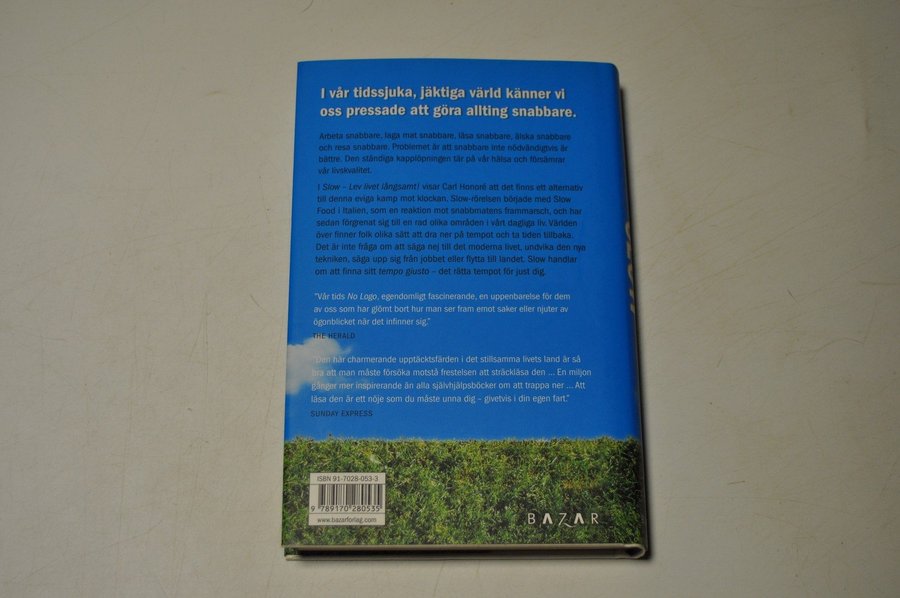 I vår tidssjuka, jäktiga värld känner vi
oss pressade att göra allting snabbare.
Arbeta snabbare, laga mat snabbare, läsa snabbare, älska snabbare
och resa snabbare. Problemet är att snabbare inte nödvändigtvis är
bättre. Den ständiga kapplöpningen tär på vår hälsa och försämrar
vår livskvalitet.
I Slow – Lev livet långsamt! visar Carl Honoré att det finns ett alternativ
till denna eviga kamp mot klockan. Slow-rörelsen började med Slow
Food i Italien, som en reaktion mot snabbmatens frammarsch, och har
sedan förgrenat sig till en rad olika områden i vårt dagliga liv. Världen
över finner folk olika sätt att dra ner på tempot och ta tiden tillbaka.
Det är inte fråga om att säga nej till det moderna livet, undvika den nya
tekniken, säga upp sig från jobbet eller flytta till landet. Slow handlar
om att finna sitt tempo giusto – det rätta tempot för just dig.
"Vår tids No Logo, egendomligt fascinerande, en uppenbarelse för dem
av oss som har glömt bort hur man ser fram emot saker eller njuter av
ögonblicket när det infinner sig."
THE HERALD
"Den här charmerande upptäcktsfärden i det stillsamma livets land är så
bra att man måste försöka motstå frestelsen att sträckläsa den ... En miljon
gånger mer inspirerande än alla självhjälpsböcker om att trappa ner ... Att
läsa den är ett nöje som du måste unna dig – givetvis i din egen fart."
SUNDAY EXPRESS
ISBN 91-7028-053-3
9 789170 280535
www.bazarforlag.com
BAZAR